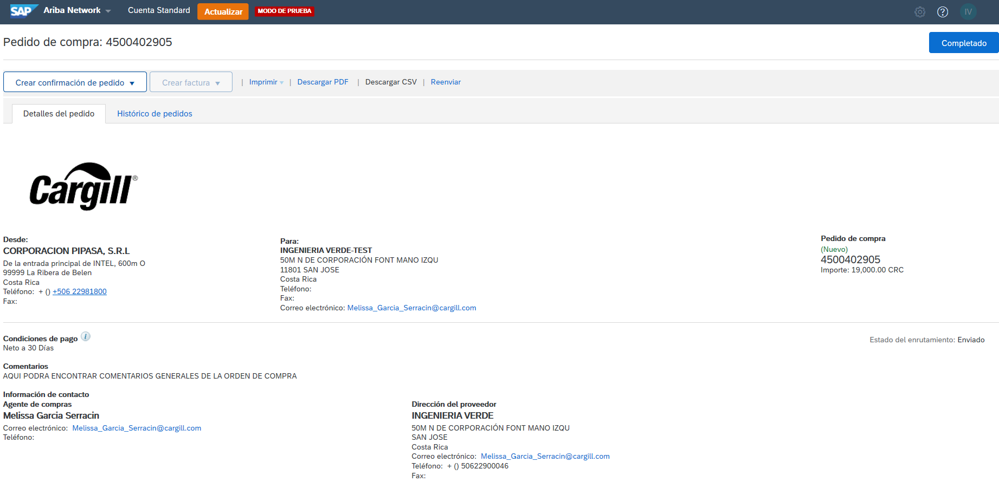 SAP Ariba Network Cuenta Standard Actualizar MODO DE PRUEBA ? IV
Pedido de compra: 4500402905
Completado
Crear confirmación de pedido ▼ Crear factura ▼ | Imprimir | Descargar PDF | Descargar CSV | Reenviar
Detalles del pedido Histórico de pedidos
Cargill®
Desde:
CORPORACION PIPASA, S.R.L
De la entrada principal de INTEL, 600m O
99999 La Ribera de Belen
Costa Rica
Teléfono: + () +506 22981800
Fax:
Para:
INGENIERIA VERDE-TEST
50M N DE CORPORACIÓN FONT MANO IZQU
11801 SAN JOSE
Costa Rica
Teléfono:
Fax:
Correo electrónico: Melissa_Garcia_Serracin@cargill.com
Pedido de compra
(Nuevo)
4500402905
Importe: 19,000.00 CRC
Condiciones de pago i
Neto a 30 Días
Estado del enrutamiento: Enviado
Comentarios
AQUI PODRA ENCONTRAR COMENTARIOS GENERALES DE LA ORDEN DE COMPRA
Información de contacto
Agente de compras
Melissa Garcia Serracin
Correo electrónico: Melissa_Garcia_Serracin@cargill.com
Teléfono:
Dirección del proveedor
INGENIERIA VERDE
50M N DE CORPORACIÓN FONT MANO IZQU
SAN JOSE
Costa Rica
Correo electrónico: Melissa_Garcia_Serracin@cargill.com
Teléfono: + () 50622900046
Fax: